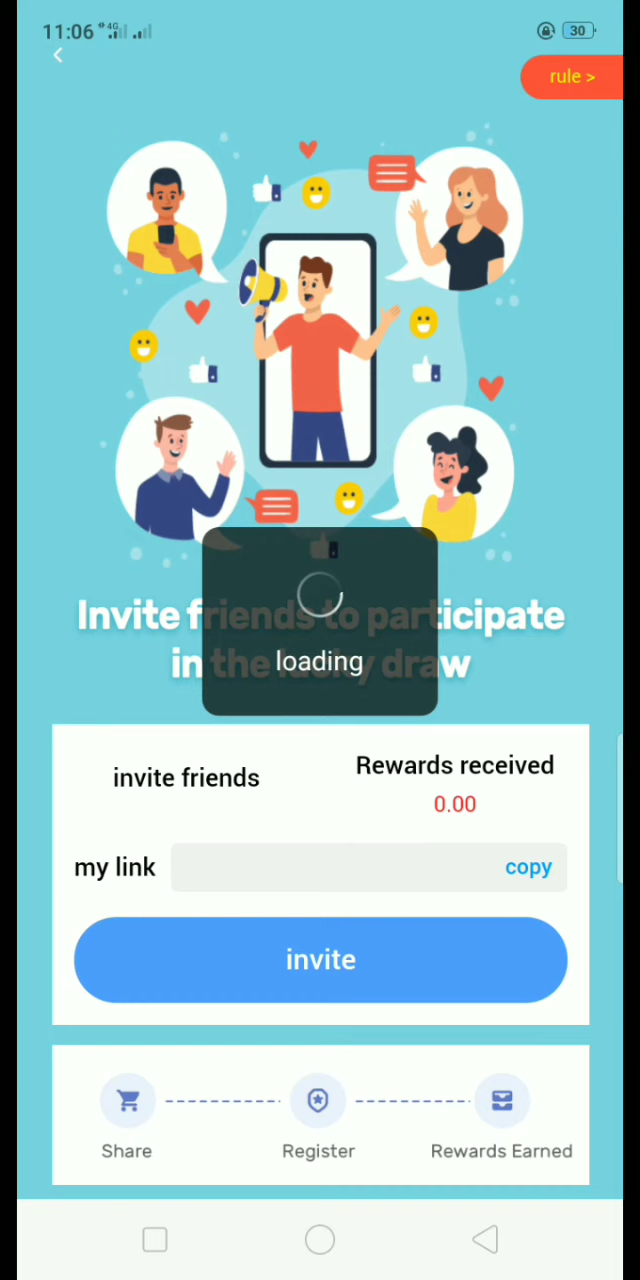 11:06 4G 30
rule >
Invite friends to participate
in the lucky draw
loading
invite friends
Rewards received
0.00
my link
copy
invite
Share
Register
Rewards Earned